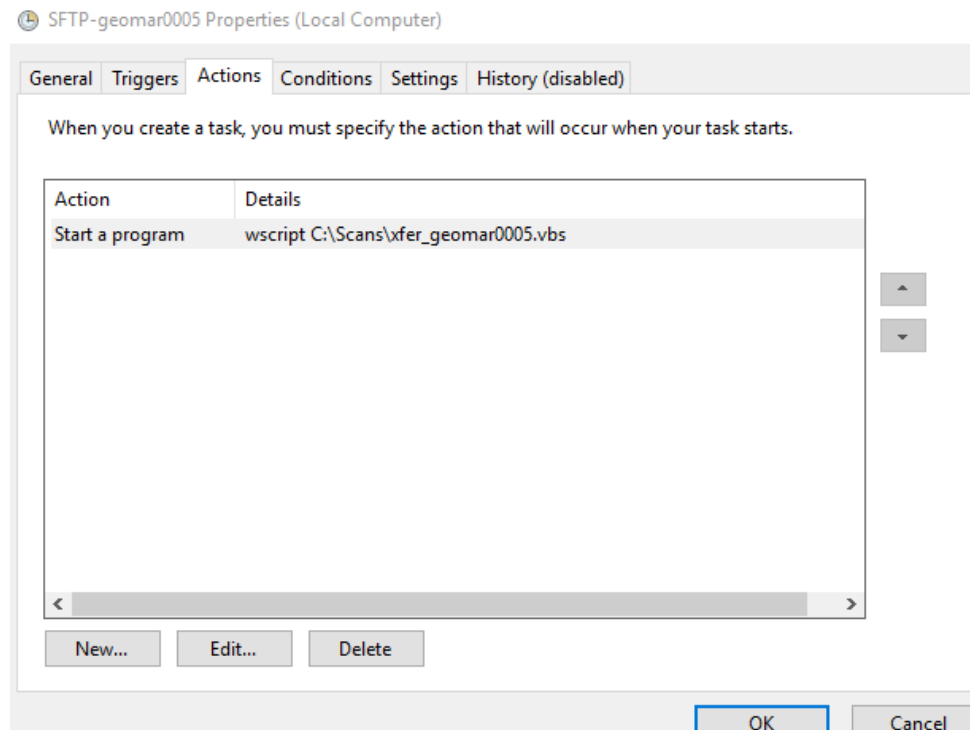 SFTP-geomar0005 Properties (Local Computer)
General Triggers Actions Conditions Settings History (disabled)
When you create a task, you must specify the action that will occur when your task starts.
Action Details
Start a program wscript C:\Scans\xfer_geomar0005.vbs
New... Edit... Delete
OK Cancel